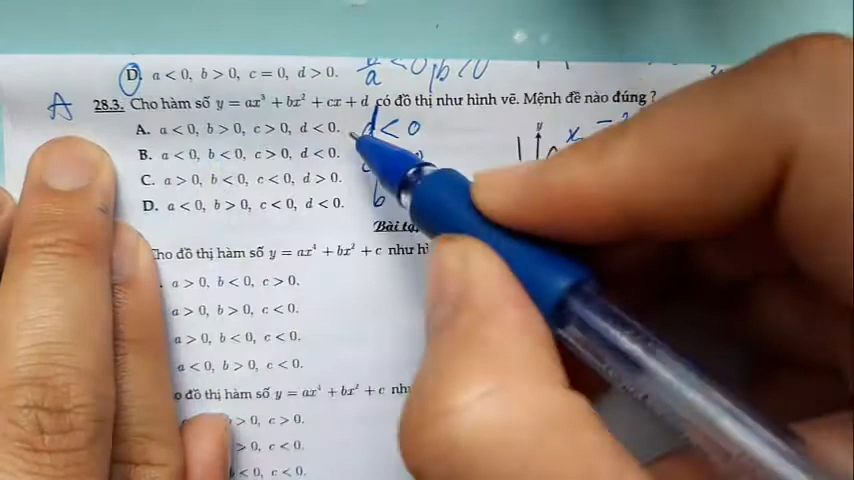 D. a < 0, b > 0, c = 0, d > 0.
a < 0, b < 0
A
28.3. Cho hàm số y = ax³ + bx² + cx + d có đồ thị như hình vẽ. Mệnh đề nào đúng ?
A. a < 0, b > 0, c > 0, d < 0.
d < 0
y
B. a < 0, b < 0, c > 0, d < 0.
C. a > 0, b < 0, c < 0, d > 0.
D. a < 0, b > 0, c < 0, d < 0.
b
Bài tậ
Cho đồ thị hàm số y = ax⁴ + bx² + c như h
. a > 0, b < 0, c > 0.
a > 0, b > 0, c < 0.
a > 0, b < 0, c < 0.
a < 0, b > 0, c < 0.
o đồ thị hàm số y = ax⁴ + bx² + c nh
> 0, c > 0.
> 0, c < 0.
< 0, c < 0.